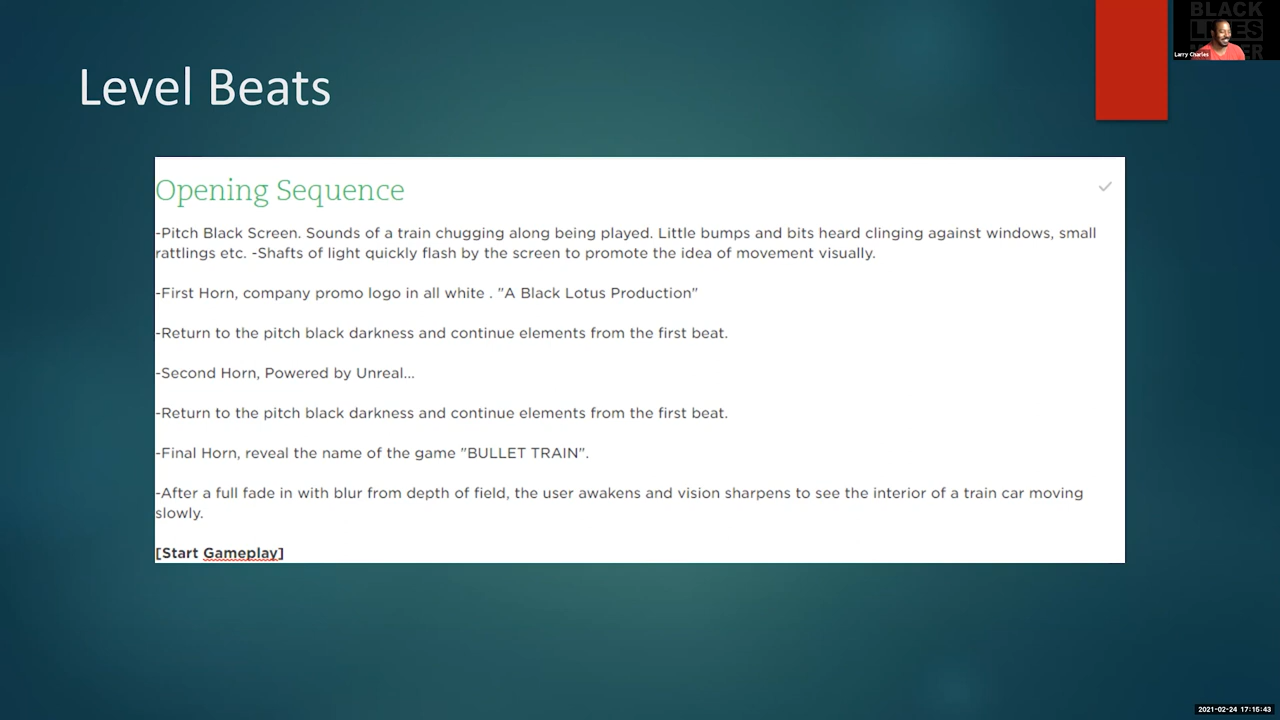 BLACK
LIVES
Larry Charles
Level Beats
Opening Sequence
-Pitch Black Screen. Sounds of a train chugging along being played. Little bumps and bits heard clinging against windows, small
rattlings etc. -Shafts of light quickly flash by the screen to promote the idea of movement visually.
-First Horn, company promo logo in all white . "A Black Lotus Production"
-Return to the pitch black darkness and continue elements from the first beat.
-Second Horn, Powered by Unreal...
-Return to the pitch black darkness and continue elements from the first beat.
-Final Horn, reveal the name of the game "BULLET TRAIN".
-After a full fade in with blur from depth of field, the user awakens and vision sharpens to see the interior of a train car moving
slowly.
[Start Gameplay]
2021-02-24 17:15:43